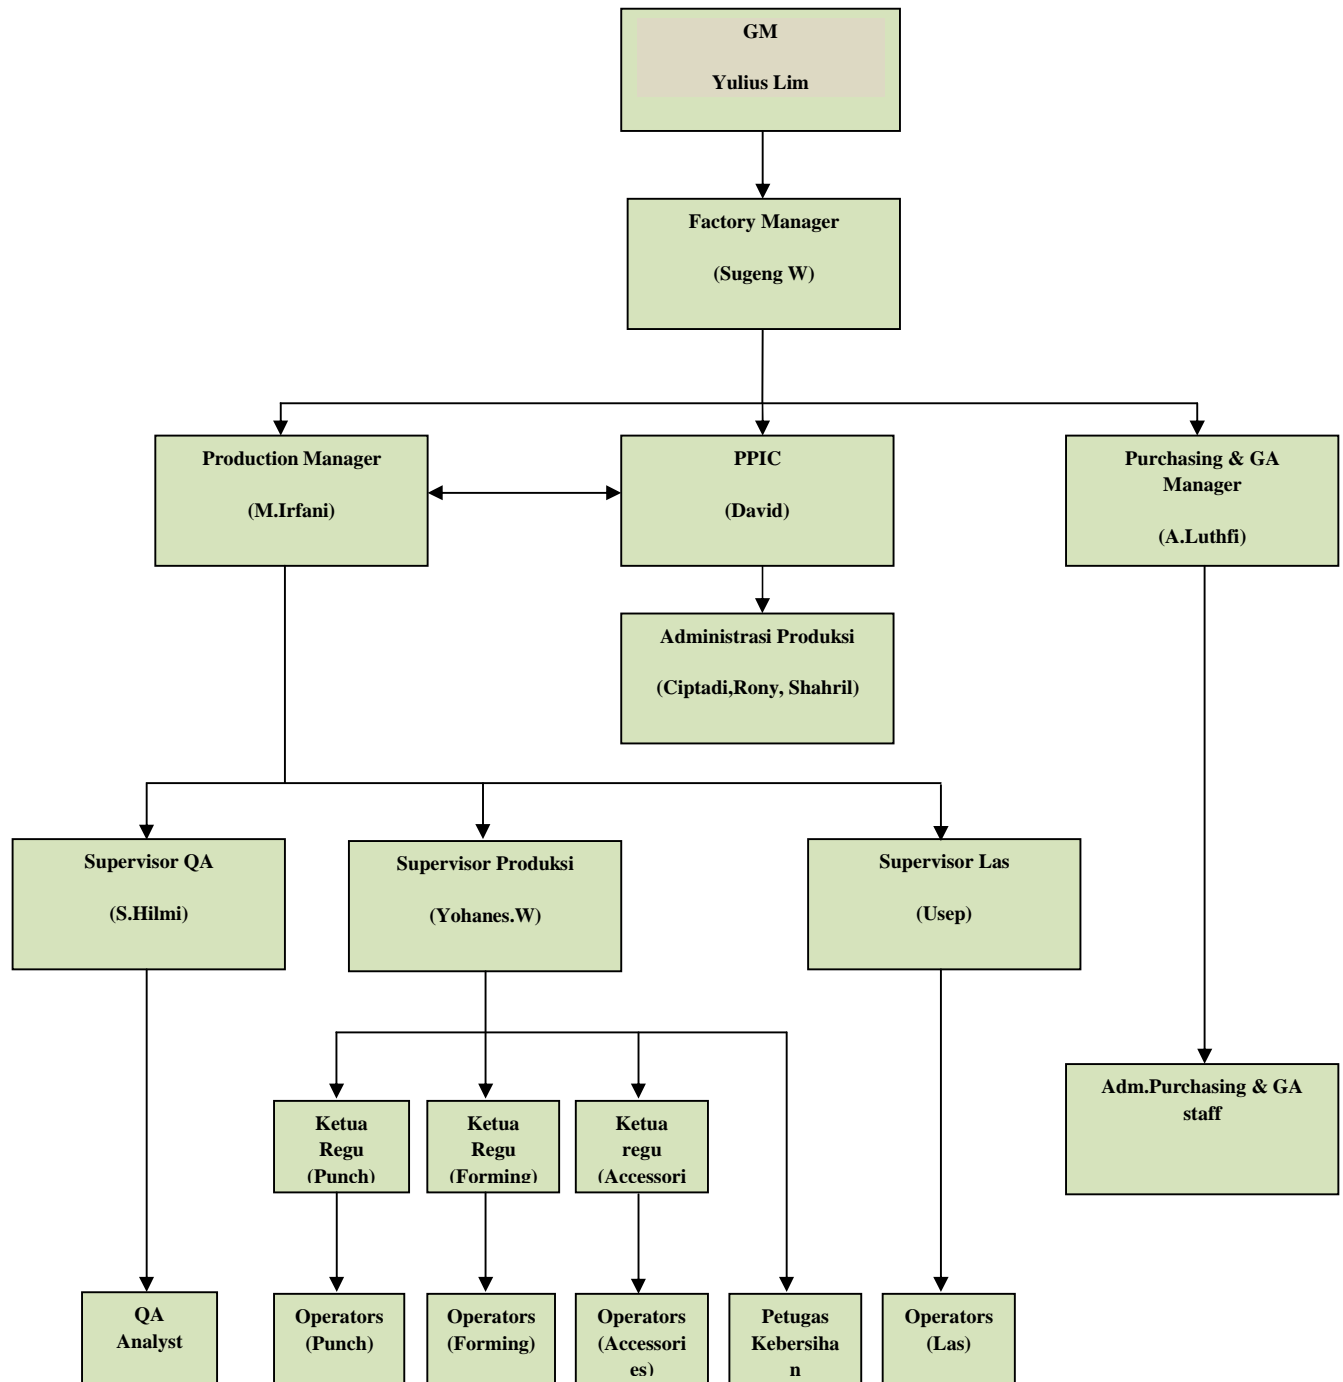 GM
Yulius Lim
Factory Manager
(Sugeng W)
Production Manager
(M.Irfani)
PPIC
(David)
Purchasing & GA
Manager
(A.Luthfi)
Administrasi Produksi
(Ciptadi,Rony, Shahril)
Supervisor QA
(S.Hilmi)
Supervisor Produksi
(Yohanes.W)
Supervisor Las
(Usep)
Adm.Purchasing & GA
staff
Ketua
Regu
(Punch)
Ketua
Regu
(Forming)
Ketua
regu
(Accessori
QA
Analyst
Operators
(Punch)
Operators
(Forming)
Operators
(Accessori
es)
Petugas
Kebersiha
n
Operators
(Las)